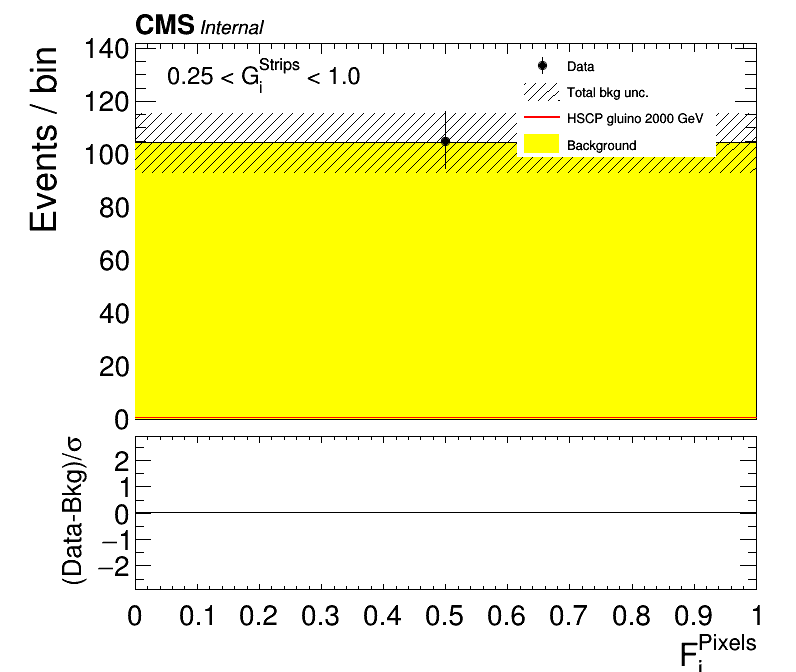 CMS Internal
Events / bin
140
120
100
80
60
40
20
0
0.25 < G_i^Strips < 1.0
Data
Total bkg unc.
HSCP gluino 2000 GeV
Background
(Data-Bkg)/σ
2
1
0
−1
−2
0 0.1 0.2 0.3 0.4 0.5 0.6 0.7 0.8 0.9 1
F_i^Pixels